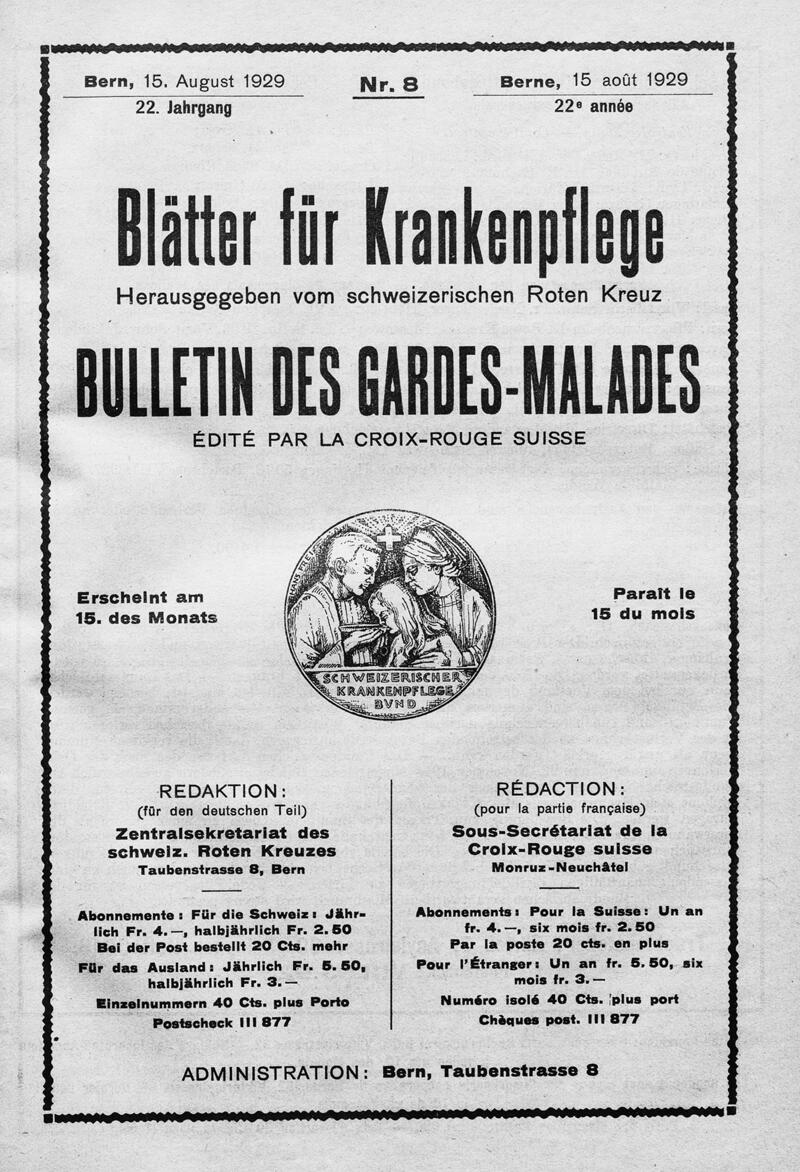 Bern, 15. August 1929
22. Jahrgang
Nr. 8
Berne, 15 août 1929
22e année
Blätter für Krankenpflege
Herausgegeben vom schweizerischen Roten Kreuz
BULLETIN DES GARDES-MALADES
ÉDITÉ PAR LA CROIX-ROUGE SUISSE
Erscheint am
15. des Monats
HANS FREI
SCHWEIZERISCHER
KRANKENPFLEGE
BVND
Paraît le
15 du mois
REDAKTION:
(für den deutschen Teil)
Zentralsekretariat des
schweiz. Roten Kreuzes
Taubenstrasse 8, Bern
Abonnemente: Für die Schweiz: Jähr-
lich Fr. 4.—, halbjährlich Fr. 2.50
Bei der Post bestellt 20 Cts. mehr
Für das Ausland: Jährlich Fr. 5.50,
halbjährlich Fr. 3.—
Einzelnummern 40 Cts. plus Porto
Postscheck III 877
RÉDACTION:
(pour la partie française)
Sous-Secrétariat de la
Croix-Rouge suisse
Monruz-Neuchâtel
Abonnements: Pour la Suisse: Un an
fr. 4.—, six mois fr. 2.50
Par la poste 20 cts. en plus
Pour l'Étranger: Un an fr. 5.50, six
mois fr. 3.—
Numéro isolé 40 Cts. plus port
Chèques post. III 877
ADMINISTRATION: Bern, Taubenstrasse 8